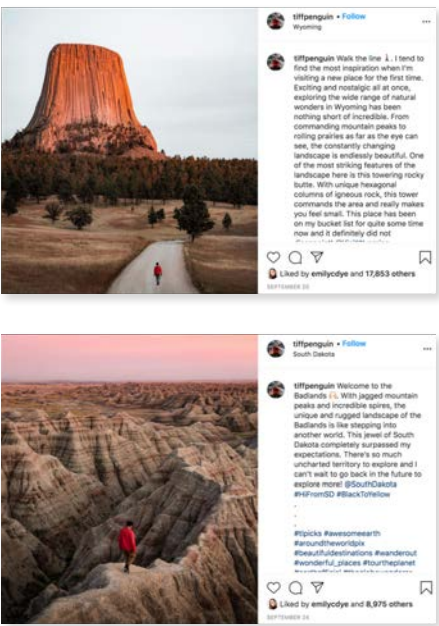 tiffpenguin • Follow
Wyoming
tiffpenguin Walk the line. I tend to
find the most inspiration when I'm
visiting a new place for the first time.
Exciting and nostalgic all at once,
exploring the wide range of natural
wonders in Wyoming has been
nothing short of incredible. From
commanding mountain peaks to
rolling prairies as far as the eye can
see, the constantly changing
landscape is endlessly beautiful. One
of the most striking features of the
landscape here is this towering rocky
butte. With unique hexagonal
columns of igneous rock, this tower
commands the area and really makes
you feel small. This place has been
on my bucket list for quite some time
now and it definitely did not
Liked by emilycdye and 17,853 others
SEPTEMBER 25
tiffpenguin • Follow
South Dakota
tiffpenguin Welcome to the
Badlands 🙌🏻. With jagged mountain
peaks and incredible spires, the
unique and rugged landscape of the
Badlands is like stepping into
another world. This jewel of South
Dakota completely surpassed my
expectations. There's so much
uncharted territory to explore and I
can't wait to go back in the future to
explore more! @SouthDakota
#HiFromSD #BlackToYellow
.
.
.
#tlpicks #awesomeearth
#aroundtheworldpix
#beautifuldestinations #wanderout
#wonderful_places #tourtheplanet
Liked by emilycdye and 8,975 others
SEPTEMBER 26